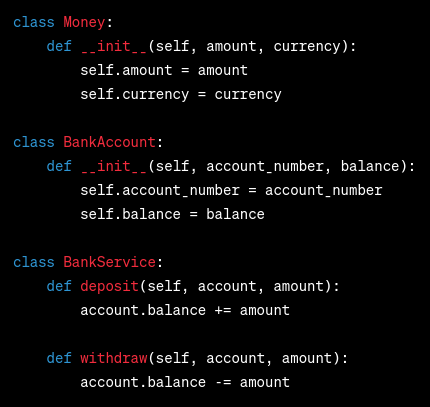 class Money:
    def __init__(self, amount, currency):
        self.amount = amount
        self.currency = currency

class BankAccount:
    def __init__(self, account_number, balance):
        self.account_number = account_number
        self.balance = balance

class BankService:
    def deposit(self, account, amount):
        account.balance += amount

    def withdraw(self, account, amount):
        account.balance -= amount